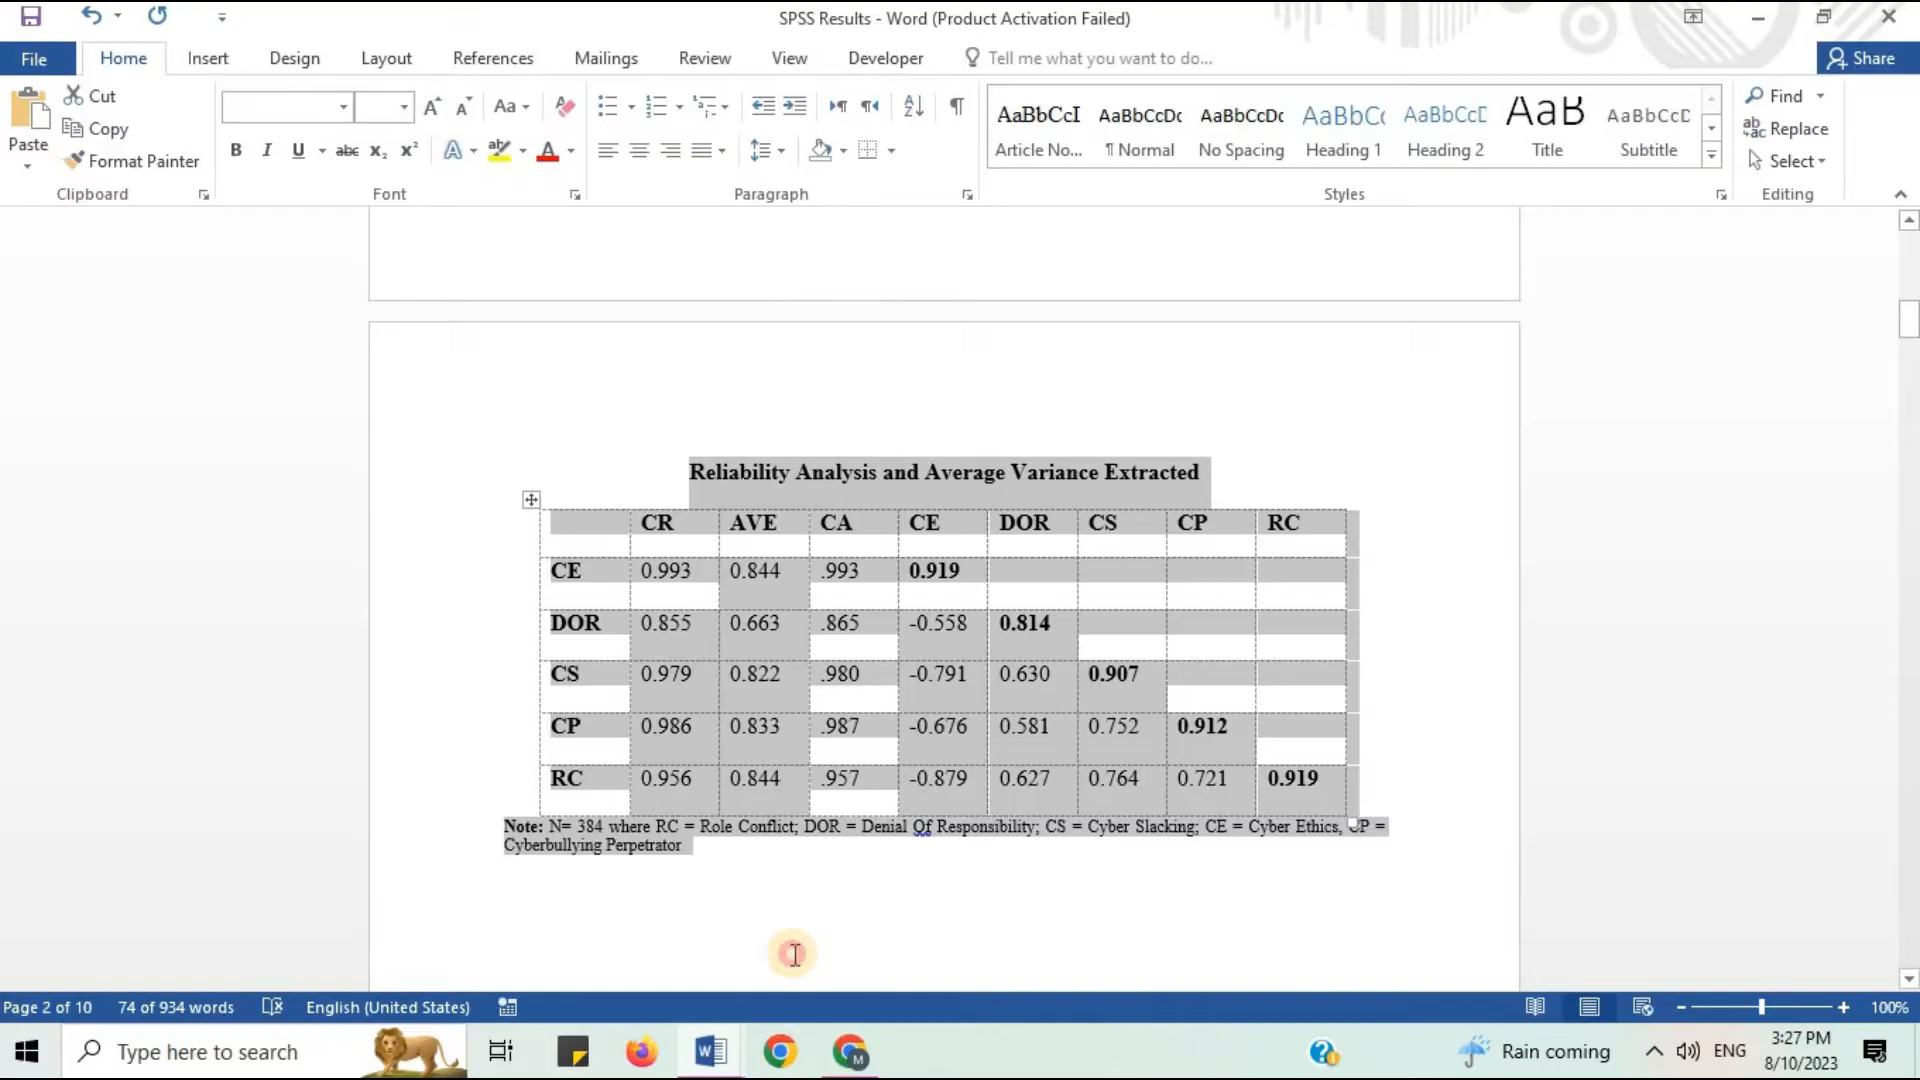 SPSS Results - Word (Product Activation Failed)
File Home Insert Design Layout References Mailings Review View Developer Tell me what you want to do... Share
Cut
Copy
Format Painter
Paste
Clipboard
Aa
B I U abc X₂ X² A A
Font
Paragraph
AaBbCcI AaBbCcDc AaBbCcDc AaBbCc AaBbCcD AaB AaBbCcD
Article No... ¶ Normal No Spacing Heading 1 Heading 2 Title Subtitle
Styles
Find
Replace
Select
Editing
Reliability Analysis and Average Variance Extracted
CR AVE CA CE DOR CS CP RC
CE 0.993 0.844 .993 0.919
DOR 0.855 0.663 .865 -0.558 0.814
CS 0.979 0.822 .980 -0.791 0.630 0.907
CP 0.986 0.833 .987 -0.676 0.581 0.752 0.912
RC 0.956 0.844 .957 -0.879 0.627 0.764 0.721 0.919
Note: N= 384 where RC = Role Conflict; DOR = Denial Of Responsibility; CS = Cyber Slacking; CE = Cyber Ethics, CP =
Cyberbullying Perpetrator
Page 2 of 10 74 of 934 words English (United States) 100%
Type here to search
Rain coming
ENG
3:27 PM
8/10/2023